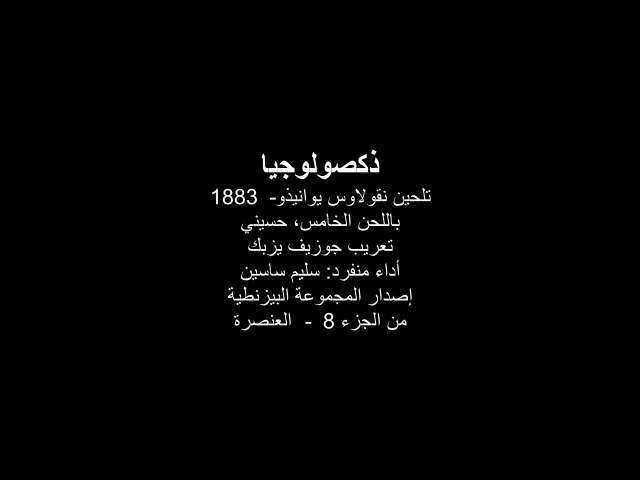 ذكصولوجيا
تلحين نقولاوس يوانيذو- 1883
باللحن الخامس، حسيني
تعريب جوزيف يزبك
أداء منفرد: سليم ساسين
إصدار المجموعة البيزنطية
من الجزء 8 - العنصرة